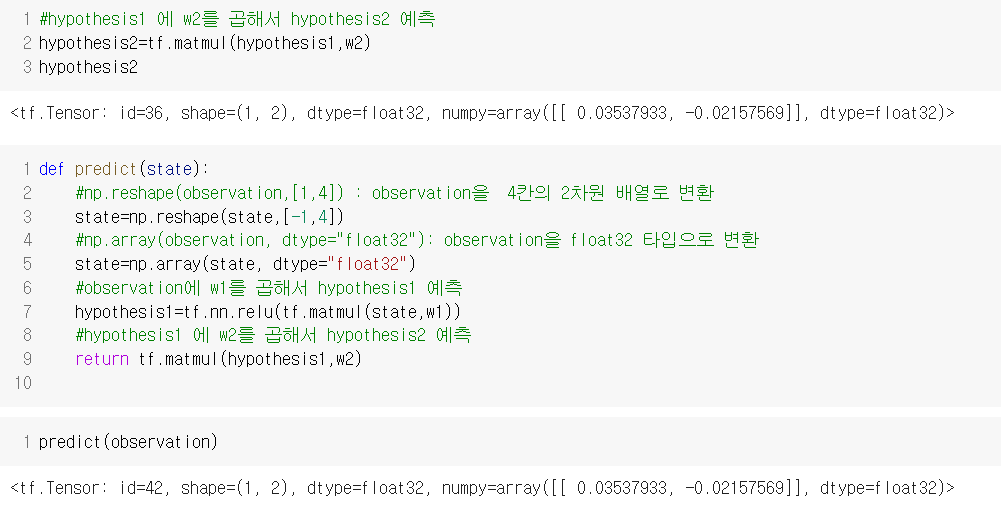 1 #hypothesis1 에 w2를 곱해서 hypothesis2 예측
2 hypothesis2=tf.matmul(hypothesis1,w2)
3 hypothesis2
<tf.Tensor: id=36, shape=(1, 2), dtype=float32, numpy=array([[ 0.03537933, -0.02157569]], dtype=float32)>
1 def predict(state):
2     #np.reshape(observation,[1,4]) : observation을  4칸의 2차원 배열로 변환
3     state=np.reshape(state,[-1,4])
4     #np.array(observation, dtype="float32"): observation을 float32 타입으로 변환
5     state=np.array(state, dtype="float32")
6     #observation에 w1를 곱해서 hypothesis1 예측
7     hypothesis1=tf.nn.relu(tf.matmul(state,w1))
8     #hypothesis1 에 w2를 곱해서 hypothesis2 예측
9     return tf.matmul(hypothesis1,w2)
10
1 predict(observation)
<tf.Tensor: id=42, shape=(1, 2), dtype=float32, numpy=array([[ 0.03537933, -0.02157569]], dtype=float32)>